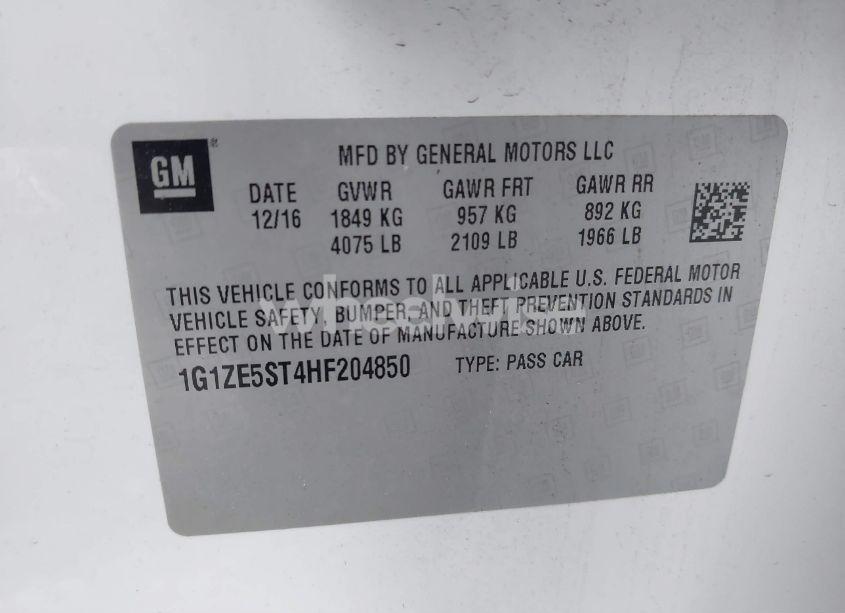 GM
MFD BY GENERAL MOTORS LLC
DATE GVWR GAWR FRT GAWR RR
12/16 1849 KG 957 KG 892 KG
4075 LB 2109 LB 1966 LB
THIS VEHICLE CONFORMS TO ALL APPLICABLE U.S. FEDERAL MOTOR
VEHICLE SAFETY, BUMPER, AND THEFT PREVENTION STANDARDS IN
EFFECT ON THE DATE OF MANUFACTURE SHOWN ABOVE.
1G1ZE5ST4HF204850 TYPE: PASS CAR